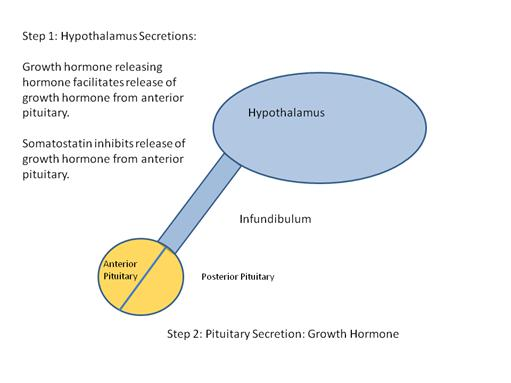 Step 1: Hypothalamus Secretions:
Growth hormone releasing
hormone facilitates release of
growth hormone from anterior
pituitary.
Somatostatin inhibits release of
growth hormone from anterior
pituitary.
Hypothalamus
Infundibulum
Anterior
Pituitary
Posterior Pituitary
Step 2: Pituitary Secretion: Growth Hormone